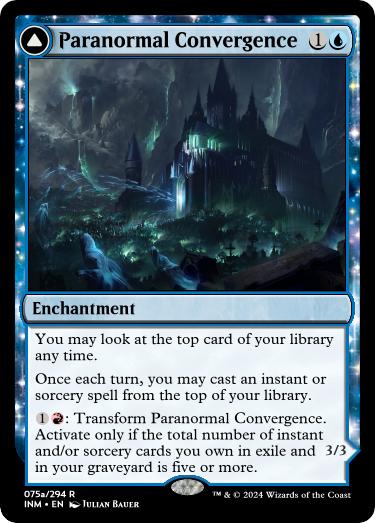 Paranormal Convergence 1
Enchantment
You may look at the top card of your library
any time.
Once each turn, you may cast an instant or
sorcery spell from the top of your library.
1 : Transform Paranormal Convergence.
Activate only if the total number of instant
and/or sorcery cards you own in exile and 3/3
in your graveyard is five or more.
075a/294 R
INM • EN Julian Bauer
™ & © 2024 Wizards of the Coast